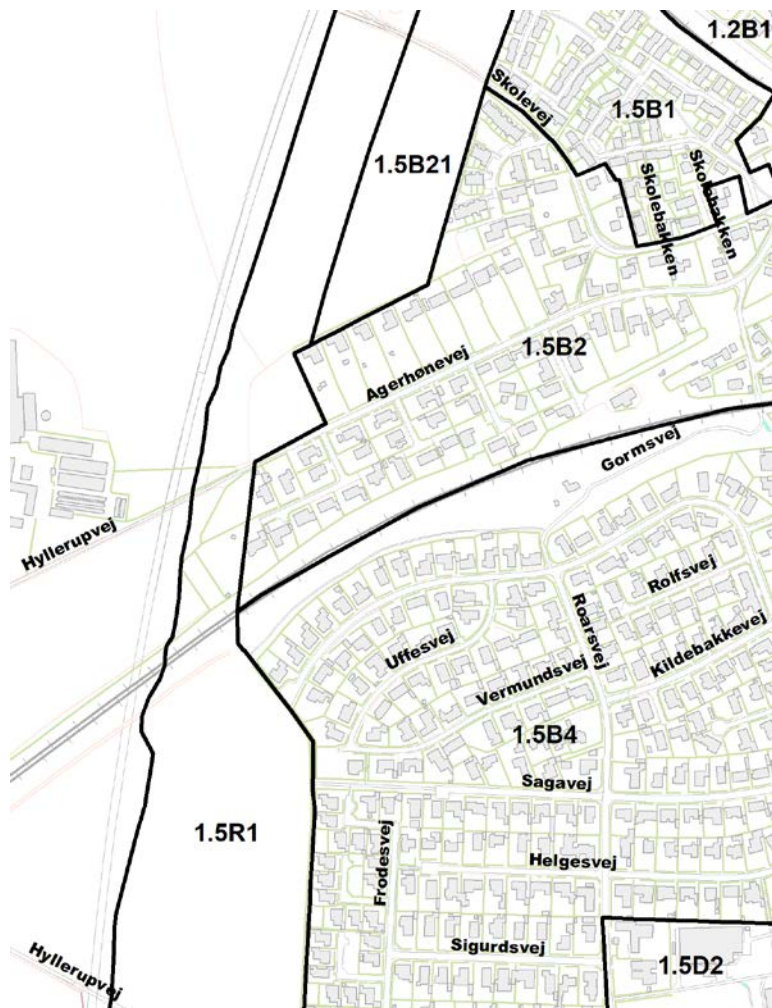 1.2B1
Skolevej
1.5B1
1.5B21
Skolebakken
Skolebakken
1.5B2
Agerhønevej
Gormsvej
Hyllerupvej
Rolfsvej
Roarsvej
Uffesvej
Kildebakkevej
Vermundsvej
1.5B4
Sagavej
1.5R1
Frodesvej
Helgesvej
Sigurdsvej
Hyllerupvej
1.5D2